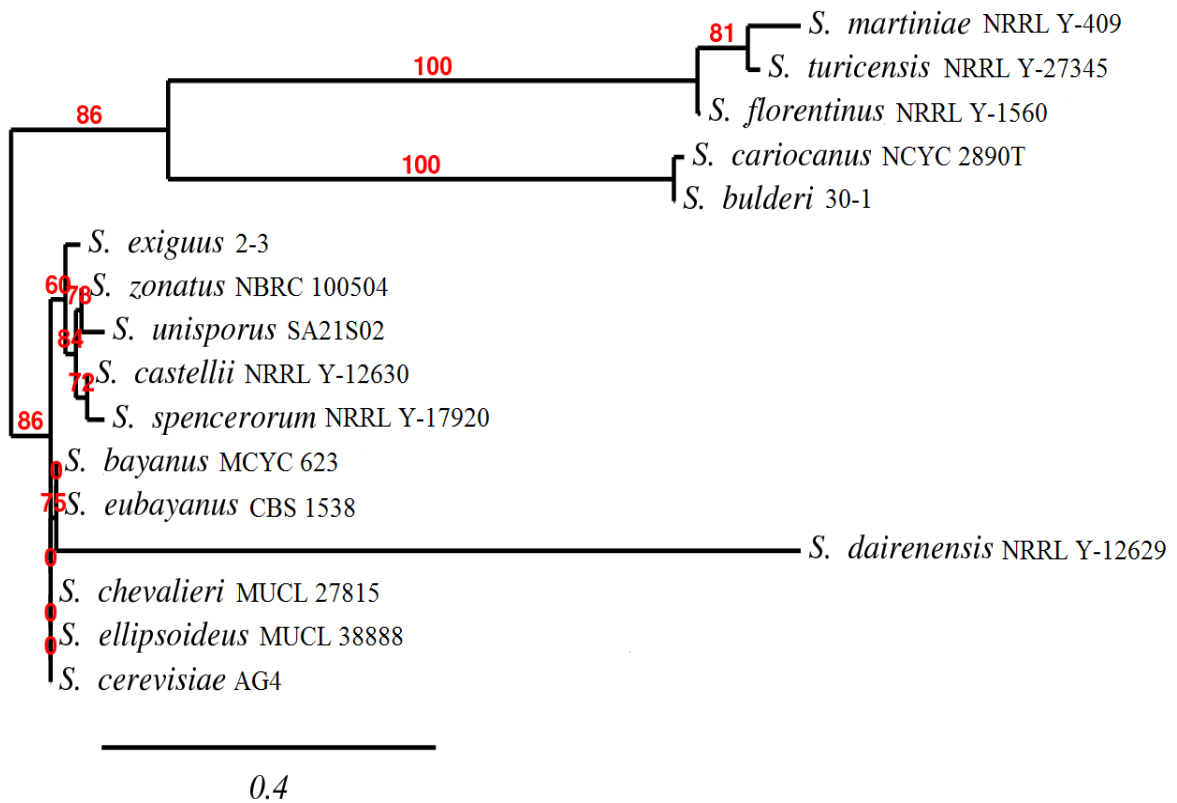 S. martiniae NRRL Y-409
81
S. turicensis NRRL Y-27345
100
S. florentinus NRRL Y-1560
86
S. cariocanus NCYC 2890T
100
S. bulderi 30-1
S. exiguus 2-3
60
78
S. zonatus NBRC 100504
S. unisporus SA21S02
84
S. castellii NRRL Y-12630
72
S. spencerorum NRRL Y-17920
86
S. bayanus MCYC 623
0
S. eubayanus CBS 1538
75
S. dairenensis NRRL Y-12629
0
S. chevalieri MUCL 27815
0
S. ellipsoideus MUCL 38888
0
S. cerevisiae AG4
0.4